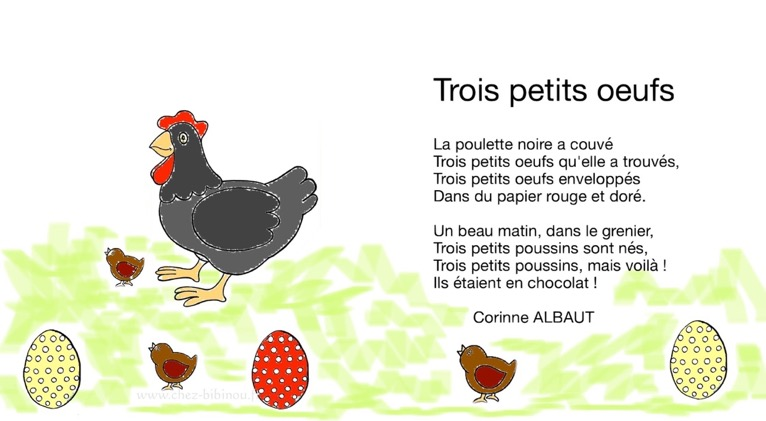 Trois petits oeufs
La poulette noire a couvé
Trois petits oeufs qu'elle a trouvés,
Trois petits oeufs enveloppés
Dans du papier rouge et doré.
Un beau matin, dans le grenier,
Trois petits poussins sont nés,
Trois petits poussins, mais voilà !
Ils étaient en chocolat !
Corinne ALBAUT
www.chez-bibinou.